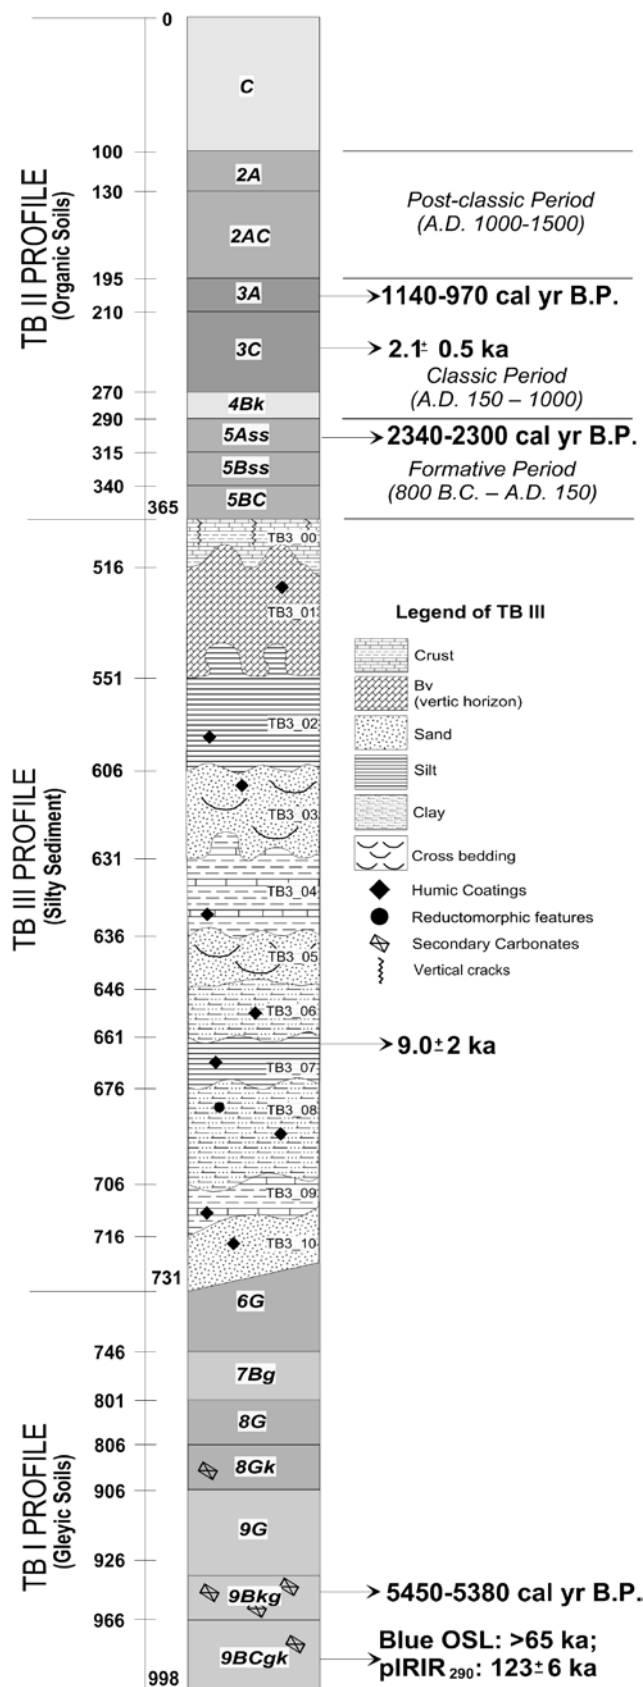 0
C
100
2A
130
Post-classic Period
(A.D. 1000-1500)
2AC
TB II PROFILE
(Organic Soils)
195
3A
1140-970 cal yr B.P.
210
3C
2.1± 0.5 ka
Classic Period
(A.D. 150 – 1000)
270
4Bk
290
5Ass
2340-2300 cal yr B.P.
315
5Bss
Formative Period
(800 B.C. – A.D. 150)
340
5BC
365
TB3_00
516
TB3_01
551
TB3_02
606
TB3_03
631
TB3_04
636
TB3_05
646
TB3_06
661
9.0±2 ka
TB3_07
676
TB3_08
706
TB3_09
716
TB3_10
731
TB III PROFILE
(Silty Sediment)
Legend of TB III
Crust
Bv
(vertic horizon)
Sand
Silt
Clay
Cross bedding
Humic Coatings
Reductomorphic features
Secondary Carbonates
Vertical cracks
6G
746
7Bg
801
8G
806
8Gk
906
9G
926
9Bkg
5450-5380 cal yr B.P.
966
9BCgk
Blue OSL: >65 ka;
pIRIR290: 123±6 ka
998
TB I PROFILE
(Gleyic Soils)